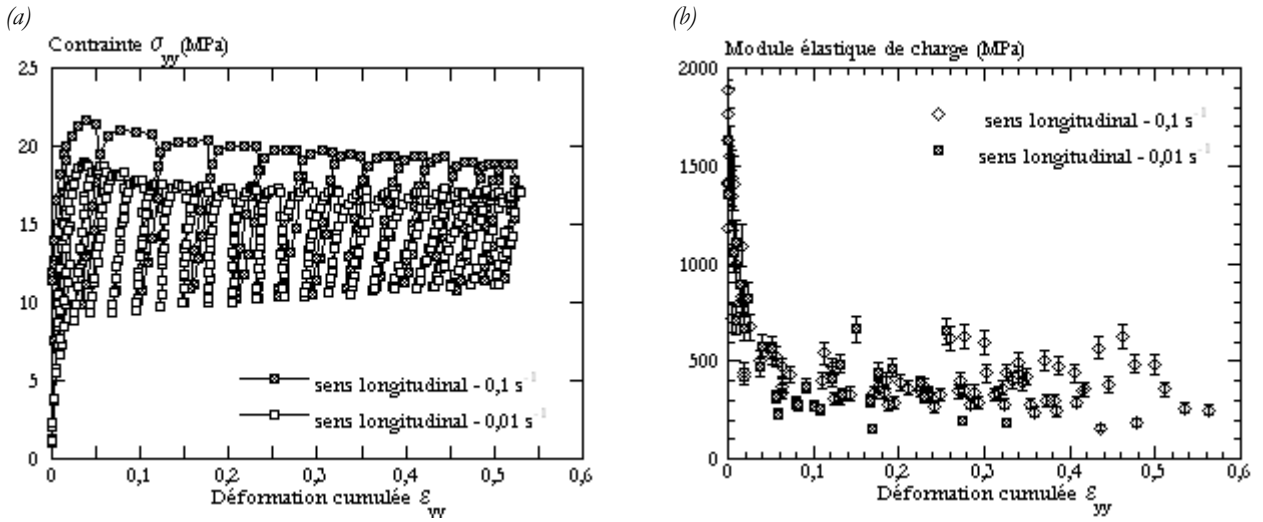 (a)
Contrainte σyy (MPa)
25
20
15
10
5
0
sens longitudinal - 0,1 s-1
sens longitudinal - 0,01 s-1
0
0,1
0,2
0,3
0,4
0,5
0,6
Déformation cumulée εyy
(b)
Module élastique de charge (MPa)
2000
1500
1000
500
0
sens longitudinal - 0,1 s-1
sens longitudinal - 0,01 s-1
0
0,1
0,2
0,3
0,4
0,5
0,6
Déformation cumulée εyy